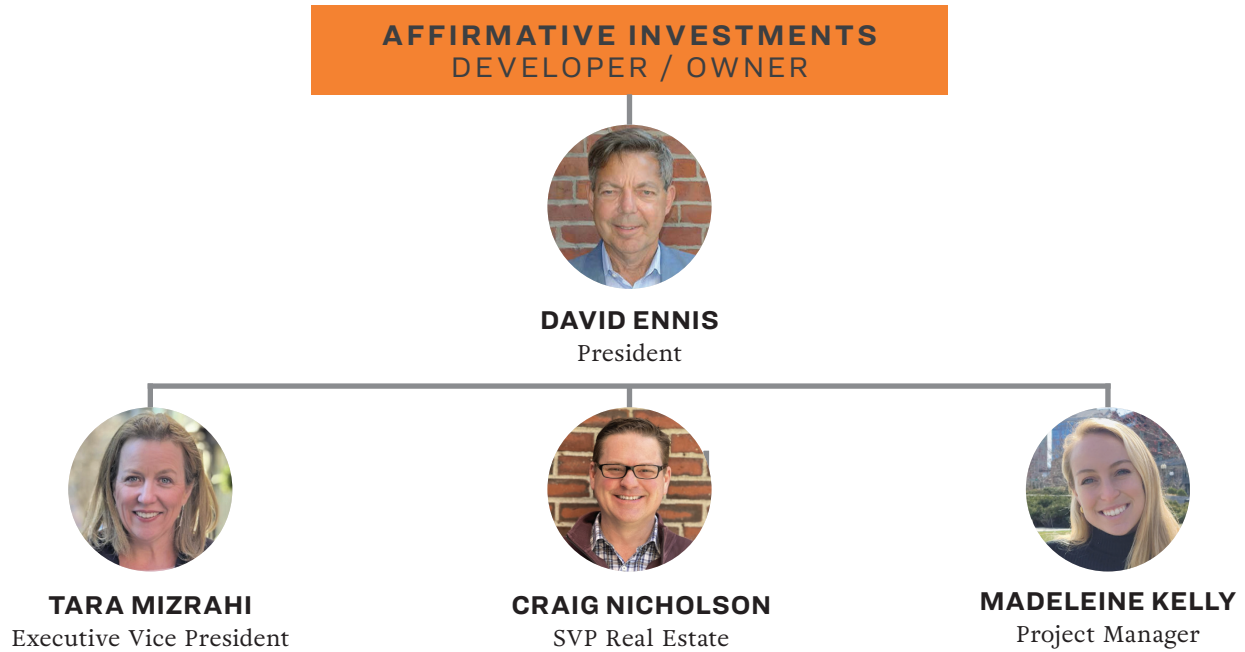 AFFIRMATIVE INVESTMENTS
DEVELOPER / OWNER
DAVID ENNIS
President
TARA MIZRAHI
Executive Vice President
CRAIG NICHOLSON
SVP Real Estate
MADELEINE KELLY
Project Manager